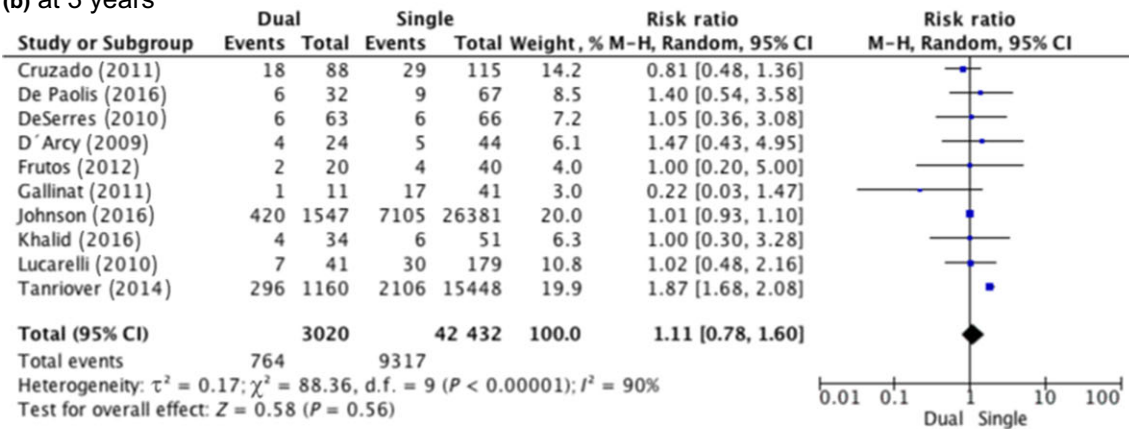 (b) at 5 years
Dual Single Risk ratio Risk ratio
Study or Subgroup Events Total Events Total Weight, % M-H, Random, 95% CI M-H, Random, 95% CI
Cruzado (2011) 18 88 29 115 14.2 0.81 [0.48, 1.36]
De Paolis (2016) 6 32 9 67 8.5 1.40 [0.54, 3.58]
DeSerres (2010) 6 63 6 66 7.2 1.05 [0.36, 3.08]
D´Arcy (2009) 4 24 5 44 6.1 1.47 [0.43, 4.95]
Frutos (2012) 2 20 4 40 4.0 1.00 [0.20, 5.00]
Gallinat (2011) 1 11 17 41 3.0 0.22 [0.03, 1.47]
Johnson (2016) 420 1547 7105 26381 20.0 1.01 [0.93, 1.10]
Khalid (2016) 4 34 6 51 6.3 1.00 [0.30, 3.28]
Lucarelli (2010) 7 41 30 179 10.8 1.02 [0.48, 2.16]
Tanriover (2014) 296 1160 2106 15448 19.9 1.87 [1.68, 2.08]
Total (95% CI) 3020 42 432 100.0 1.11 [0.78, 1.60]
Total events 764 9317
Heterogeneity: τ² = 0.17; χ² = 88.36, d.f. = 9 (P < 0.00001); I² = 90%
Test for overall effect: Z = 0.58 (P = 0.56)
0.01 0.1 1 10 100
Dual Single